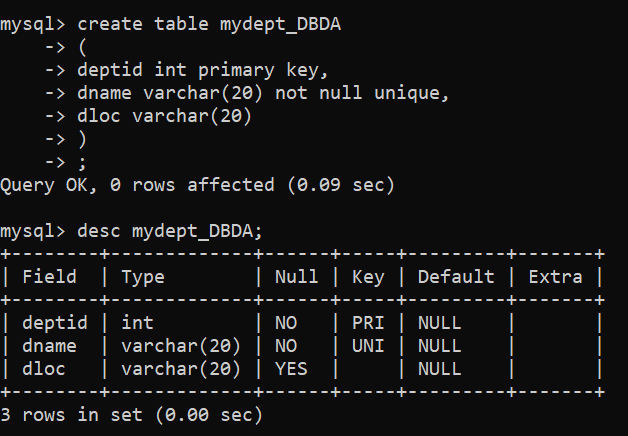 mysql> create table mydept_DBDA
    -> (
    -> deptid int primary key,
    -> dname varchar(20) not null unique,
    -> dloc varchar(20)
    -> )
    -> ;
Query OK, 0 rows affected (0.09 sec)

mysql> desc mydept_DBDA;
+--------+-------------+------+-----+---------+-------+
| Field  | Type        | Null | Key | Default | Extra |
+--------+-------------+------+-----+---------+-------+
| deptid | int         | NO   | PRI | NULL    |       |
| dname  | varchar(20) | NO   | UNI | NULL    |       |
| dloc   | varchar(20) | YES  |     | NULL    |       |
+--------+-------------+------+-----+---------+-------+
3 rows in set (0.00 sec)